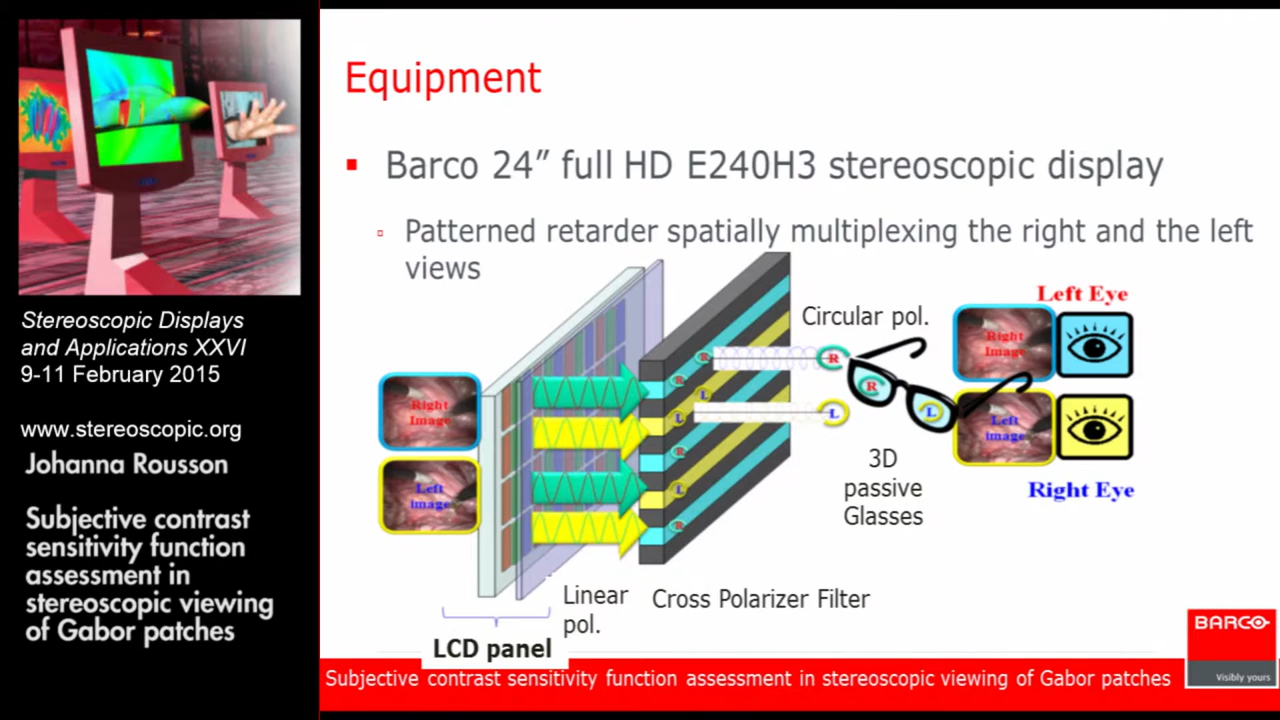 Stereoscopic Displays
and Applications XXVI
9-11 February 2015
www.stereoscopic.org
Johanna Rousson
Subjective contrast
sensitivity function
assessment in
stereoscopic viewing
of Gabor patches
Equipment
Barco 24” full HD E240H3 stereoscopic display
Patterned retarder spatially multiplexing the right and the left
views
Right
Image
Left
image
LCD panel
Linear
pol.
Cross Polarizer Filter
R
R
L
L
R
L
R
Circular pol.
R
L
R
L
3D
passive
Glasses
Left Eye
Right
Image
Left
image
Right Eye
BARCO
Visibly yours
Subjective contrast sensitivity function assessment in stereoscopic viewing of Gabor patches